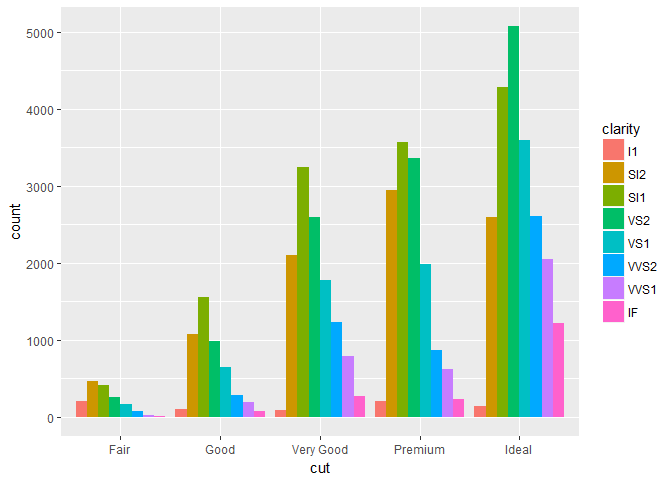 5000
4000
3000
2000
1000
0
count
Fair Good Very Good Premium Ideal
cut
clarity
I1
SI2
SI1
VS2
VS1
VVS2
VVS1
IF